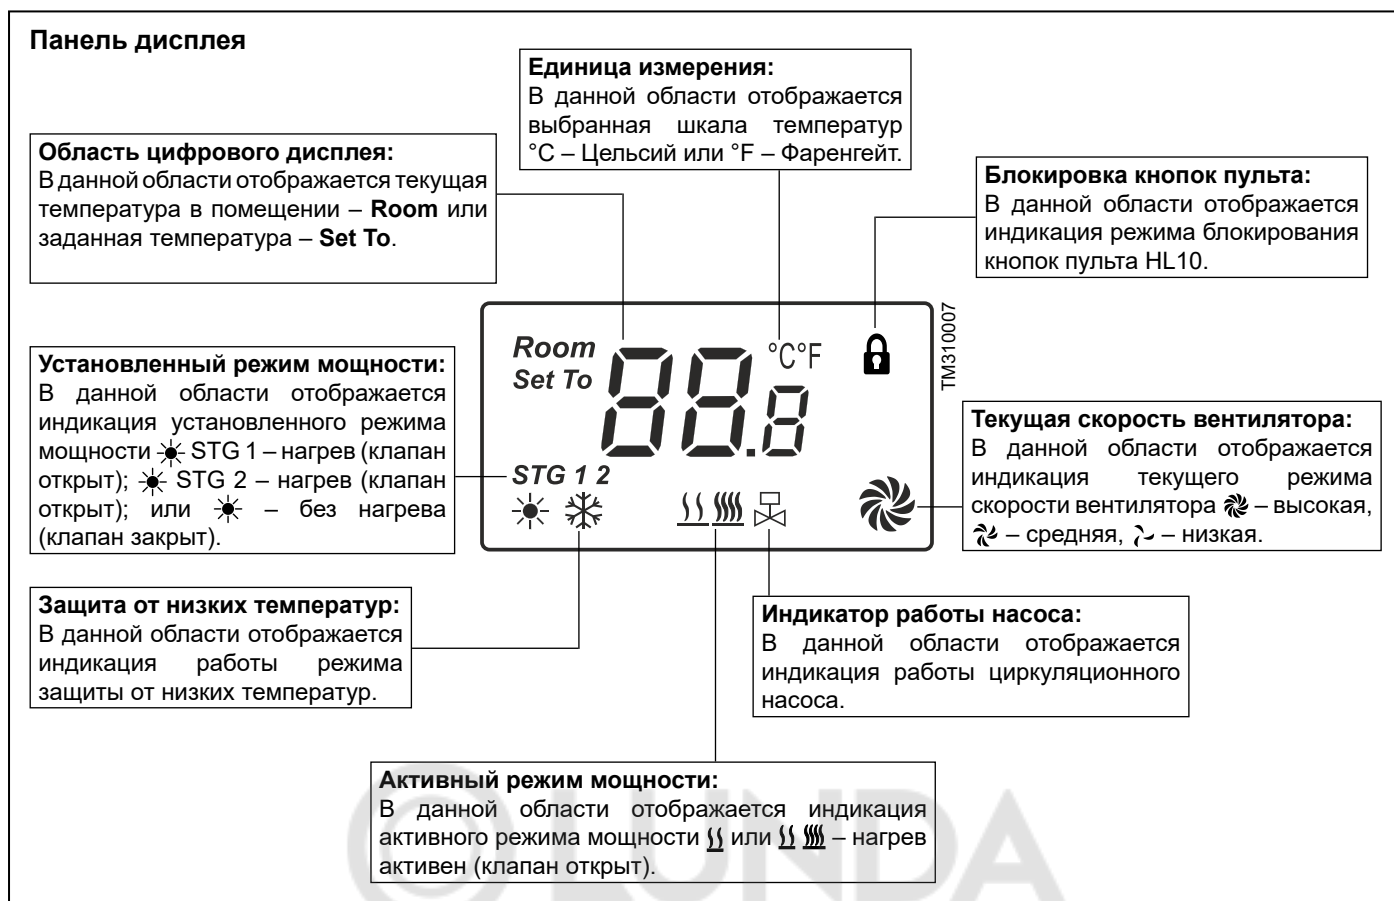 Панель дисплея
Единица измерения:
В данной области отображается
выбранная шкала температур
°C – Цельсий или °F – Фаренгейт.
Область цифрового дисплея:
В данной области отображается текущая
температура в помещении – Room или
заданная температура – Set To.
Блокировка кнопок пульта:
В данной области отображается
индикация режима блокирования
кнопок пульта HL10.
Установленный режим мощности:
В данной области отображается
индикация установленного режима
мощности STG 1 – нагрев (клапан
открыт); STG 2 – нагрев (клапан
открыт); или – без нагрева
(клапан закрыт).
Room
Set To
88.8
°C°F
STG 1 2
TM310007
Текущая скорость вентилятора:
В данной области отображается
индикация текущего режима
скорости вентилятора – высокая,
– средняя, – низкая.
Защита от низких температур:
В данной области отображается
индикация работы режима
защиты от низких температур.
Индикатор работы насоса:
В данной области отображается
индикация работы циркуляционного
насоса.
Активный режим мощности:
В данной области отображается индикация
активного режима мощности или – нагрев
активен (клапан открыт).
LUNDA